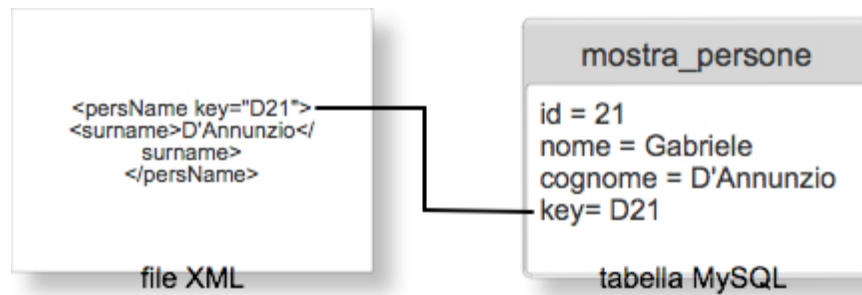 <persName key="D21">
<surname>D'Annunzio</
surname>
</persName>
file XML
mostra_persone
id = 21
nome = Gabriele
cognome = D'Annunzio
key= D21
tabella MySQL